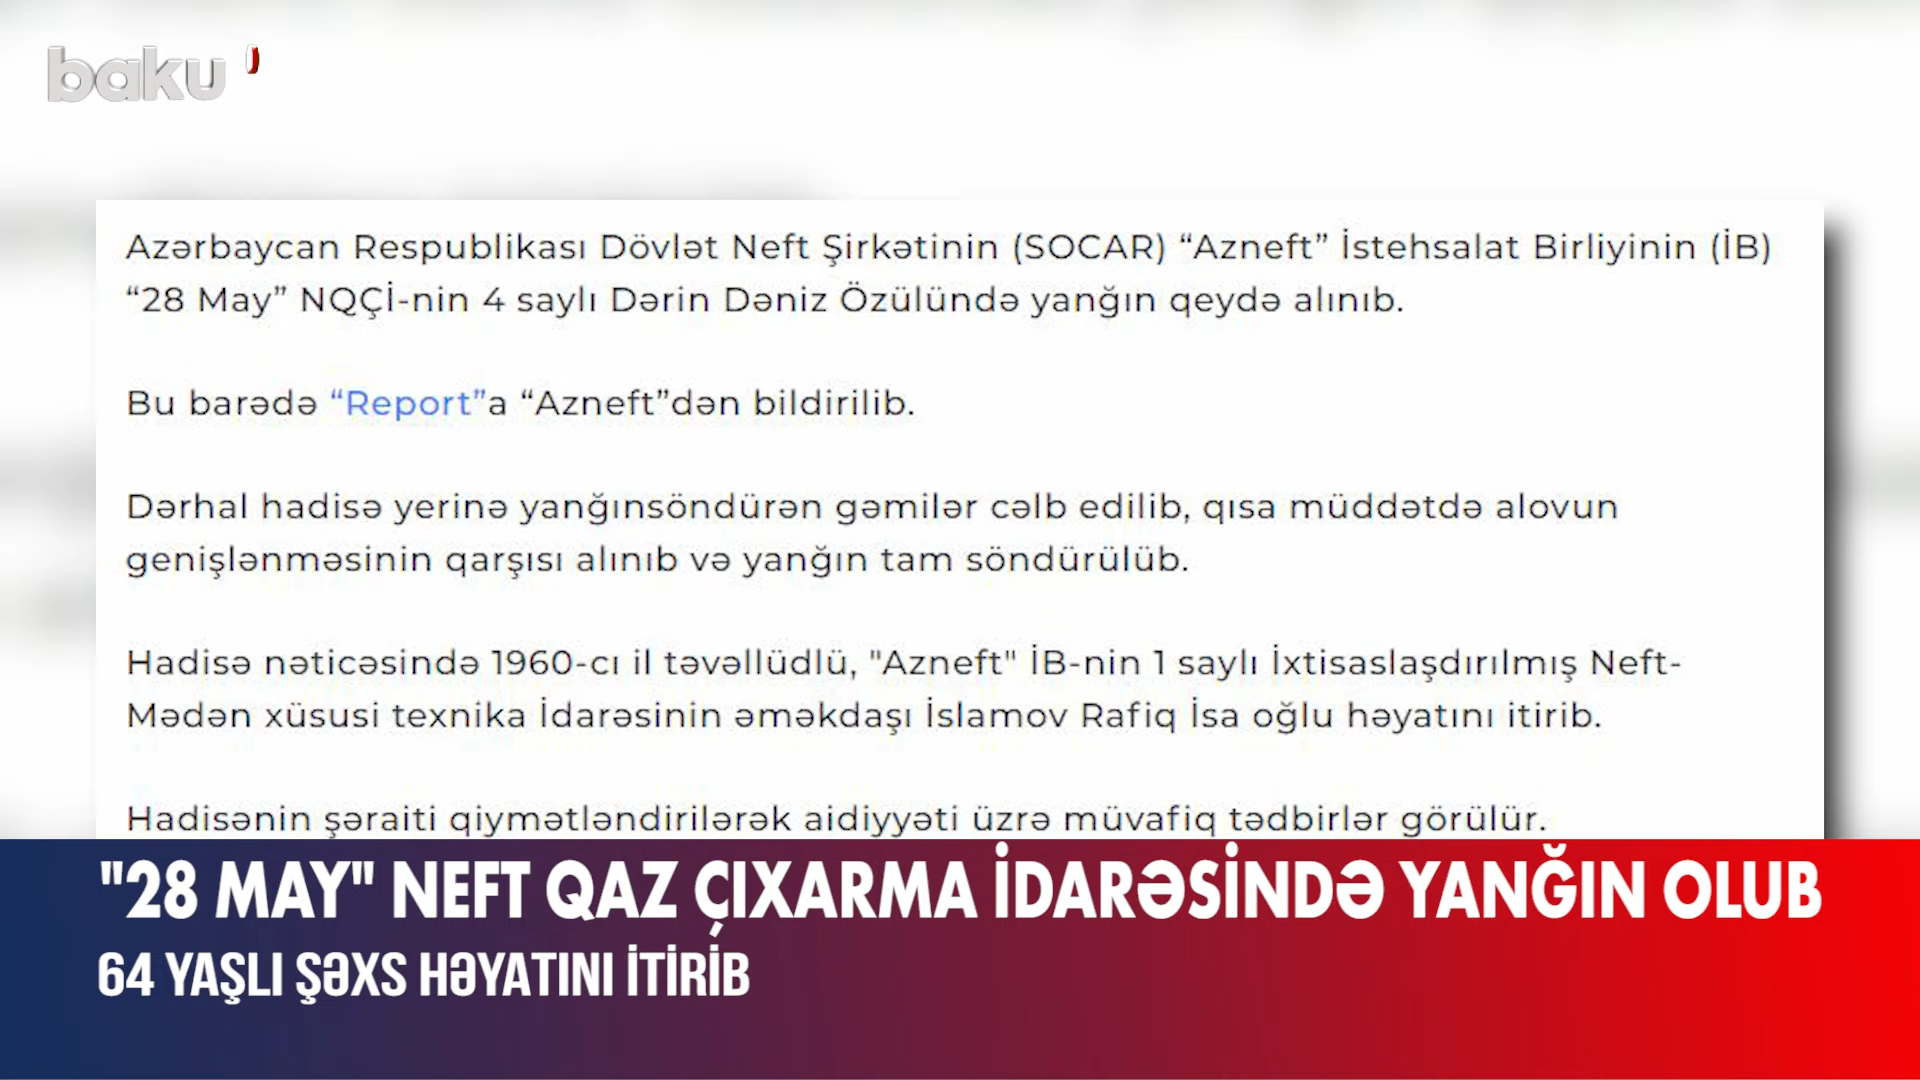 baku
Azərbaycan Respublikası Dövlət Neft Şirkətinin (SOCAR) “Azneft” İstehsalat Birliyinin (İB)
“28 May” NQÇİ-nin 4 saylı Dərin Dəniz Özülündə yanğın qeydə alınıb.
Bu barədə “Report”a “Azneft”dən bildirilib.
Dərhal hadisə yerinə yanğınsöndürən gəmilər cəlb edilib, qısa müddətdə alovun
genişlənməsinin qarşısı alınıb və yanğın tam söndürülüb.
Hadisə nəticəsində 1960-cı il təvəllüdlü, "Azneft" İB-nin 1 saylı İxtisaslaşdırılmış Neft-
Mədən xüsusi texnika İdarəsinin əməkdaşı İslamov Rafiq İsa oğlu həyatını itirib.
Hadisənin şəraiti qiymətləndirilərək aidiyyəti üzrə müvafiq tədbirlər görülür.
"28 MAY" NEFT QAZ ÇIXARMA İDARƏSİNDƏ YANĞIN OLUB
64 YAŞLI ŞƏXS HƏYATINI İTİRİB